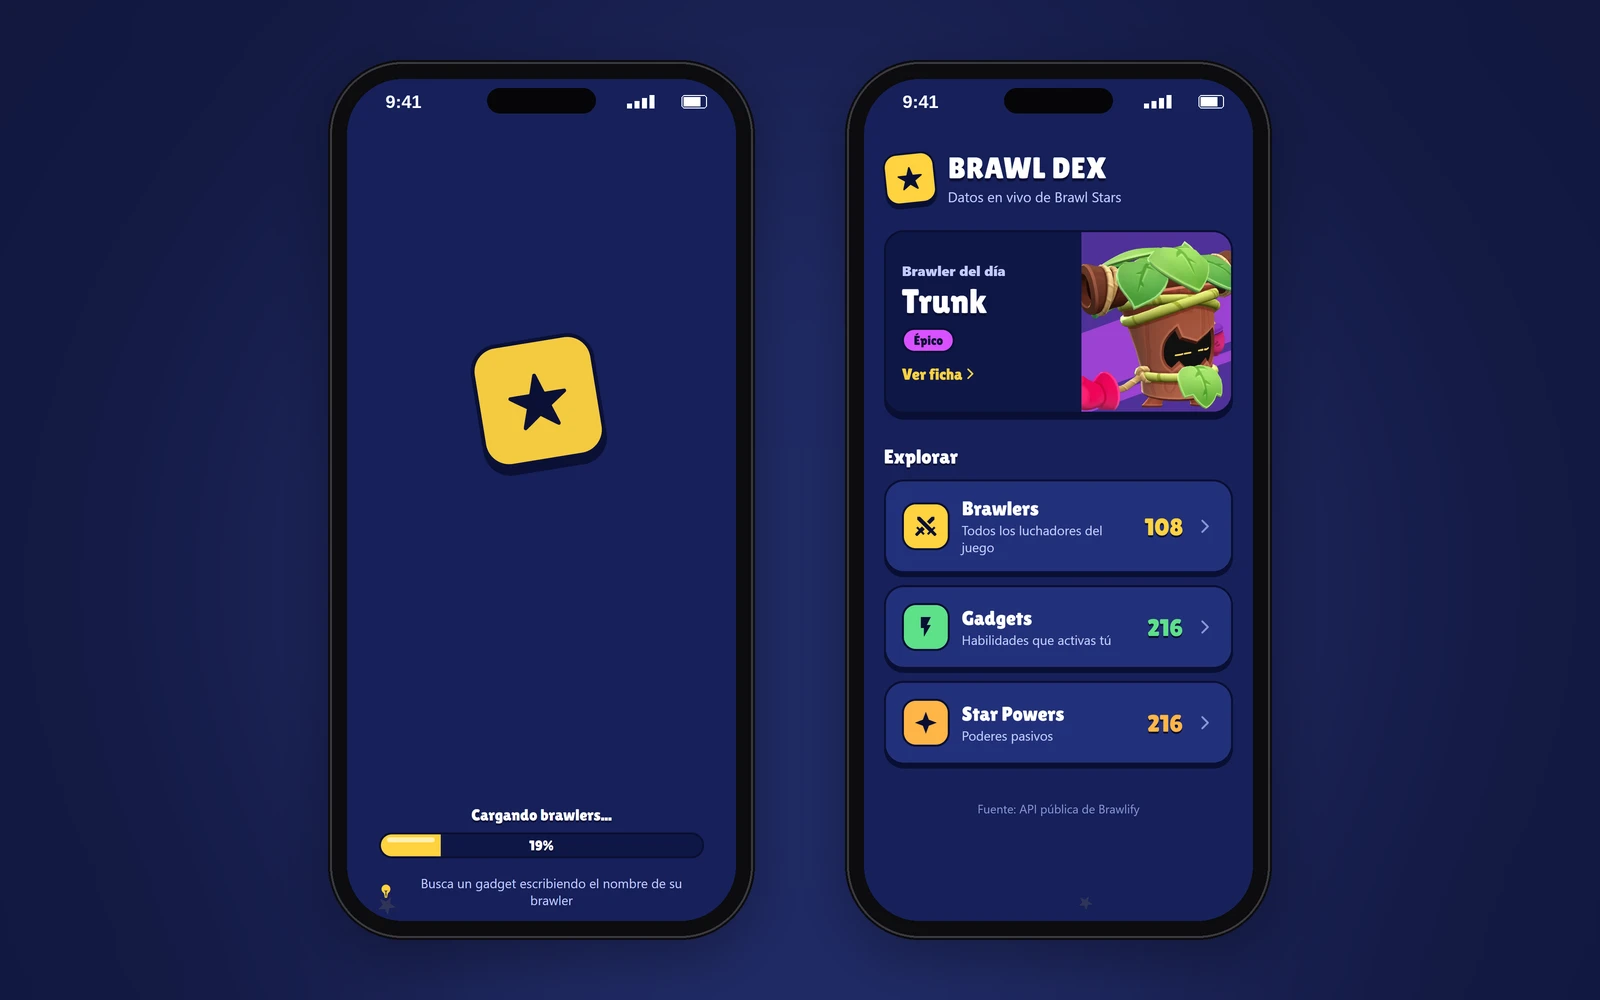 9:41
Cargando brawlers...
19%
Busca un gadget escribiendo el nombre de su
brawler
9:41
BRAWL DEX
Datos en vivo de Brawl Stars
Brawler del día
Trunk
Épico
Ver ficha
Explorar
Brawlers
Todos los luchadores del
juego
108
Gadgets
Habilidades que activas tú
216
Star Powers
Poderes pasivos
216
Fuente: API pública de Brawlify